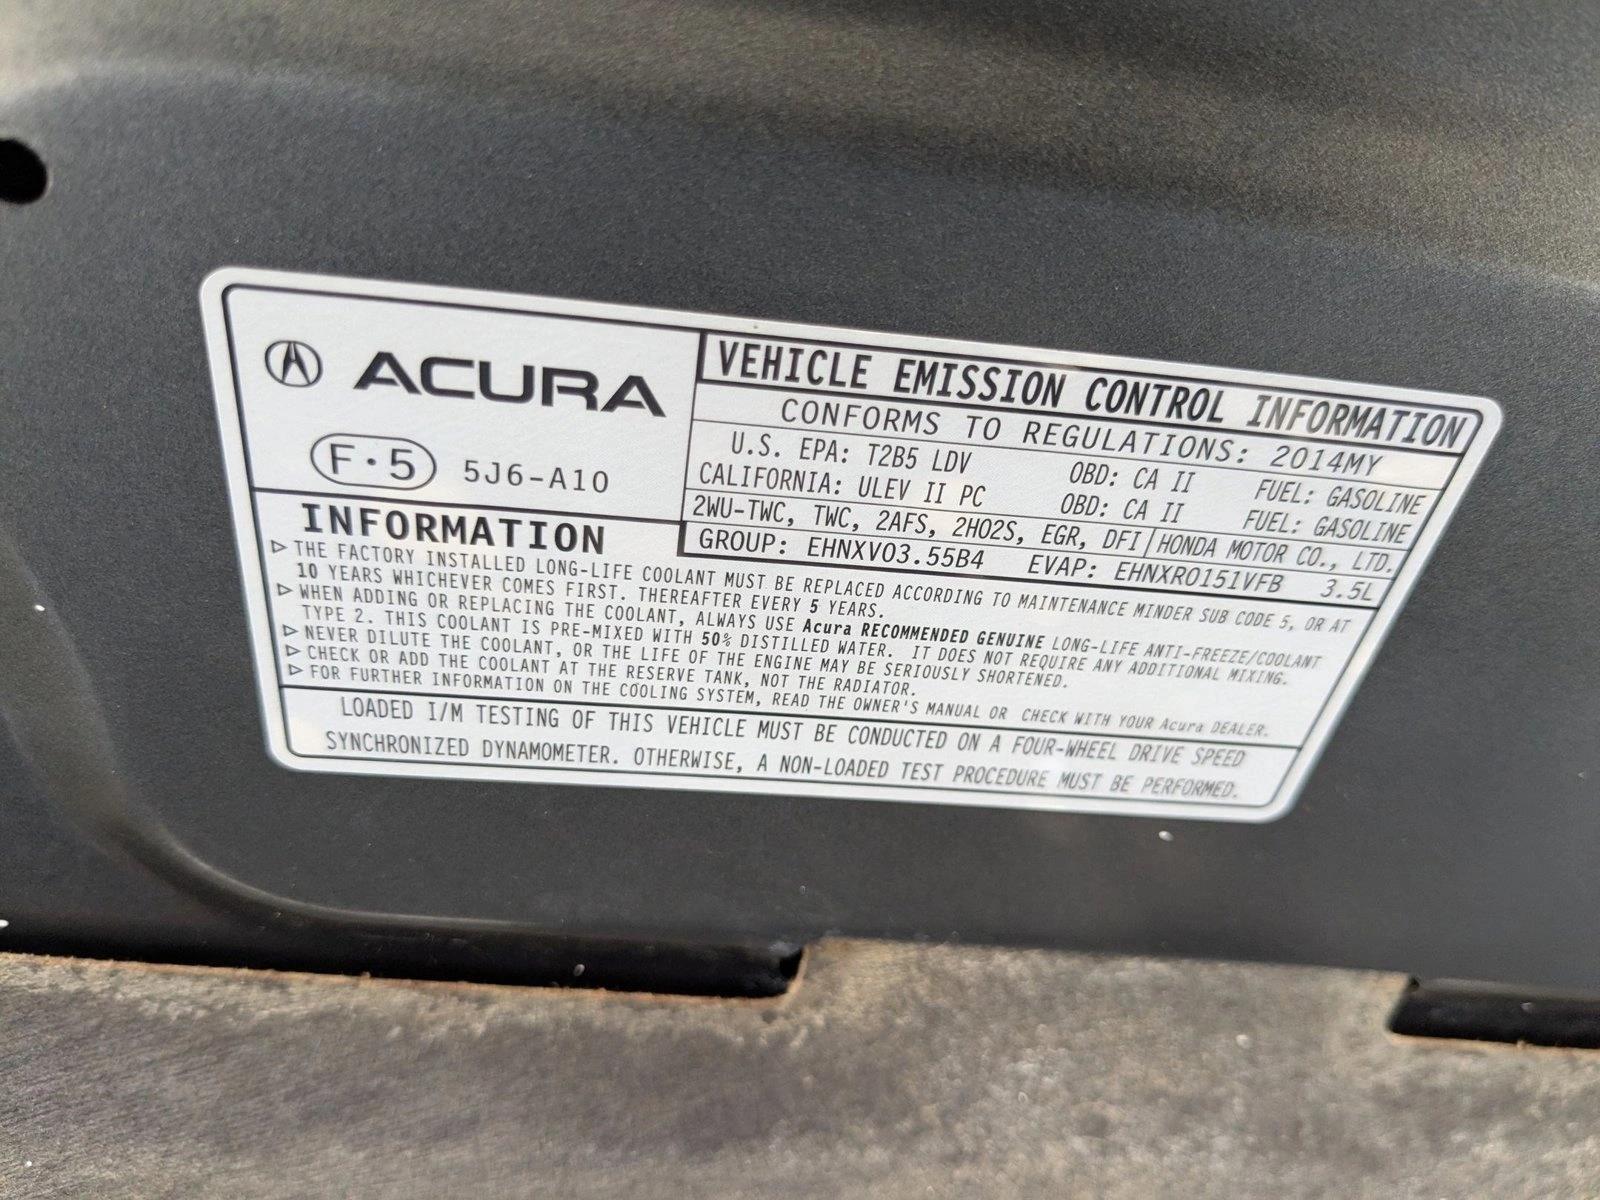 ACURA
F·5 5J6-A10
VEHICLE EMISSION CONTROL INFORMATION
CONFORMS TO REGULATIONS: 2014MY
U.S. EPA: T2B5 LDV OBD: CA II FUEL: GASOLINE
CALIFORNIA: ULEV II PC OBD: CA II FUEL: GASOLINE
2WU-TWC, TWC, 2AFS, 2HO2S, EGR, DFI HONDA MOTOR CO., LTD.
GROUP: EHNXV03.55B4 EVAP: EHNXR0151VFB 3.5L
INFORMATION
▷ THE FACTORY INSTALLED LONG-LIFE COOLANT MUST BE REPLACED ACCORDING TO MAINTENANCE MINDER SUB CODE 5, OR AT
10 YEARS WHICHEVER COMES FIRST. THEREAFTER EVERY 5 YEARS.
▷ WHEN ADDING OR REPLACING THE COOLANT, ALWAYS USE Acura RECOMMENDED GENUINE LONG-LIFE ANTI-FREEZE/COOLANT
TYPE 2. THIS COOLANT IS PRE-MIXED WITH 50% DISTILLED WATER. IT DOES NOT REQUIRE ANY ADDITIONAL MIXING.
▷ NEVER DILUTE THE COOLANT, OR THE LIFE OF THE ENGINE MAY BE SERIOUSLY SHORTENED.
▷ CHECK OR ADD THE COOLANT AT THE RESERVE TANK, NOT THE RADIATOR.
▷ FOR FURTHER INFORMATION ON THE COOLING SYSTEM, READ THE OWNER'S MANUAL OR CHECK WITH YOUR Acura DEALER.
LOADED I/M TESTING OF THIS VEHICLE MUST BE CONDUCTED ON A FOUR-WHEEL DRIVE SPEED
SYNCHRONIZED DYNAMOMETER. OTHERWISE, A NON-LOADED TEST PROCEDURE MUST BE PERFORMED.